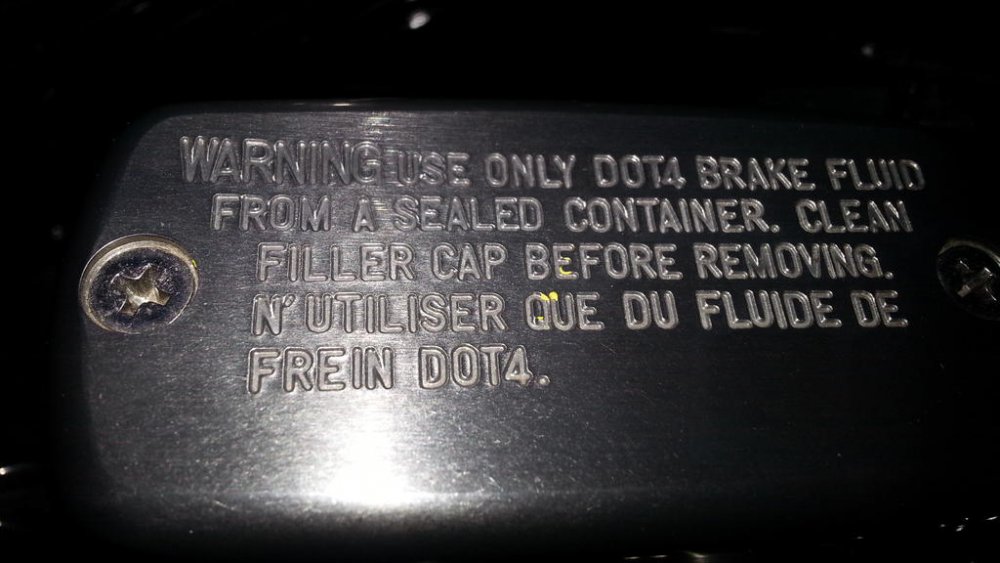 WARNING USE ONLY DOT4 BRAKE FLUID
FROM A SEALED CONTAINER. CLEAN
FILLER CAP BEFORE REMOVING.
N' UTILISER QUE DU FLUIDE DE
FREIN DOT4.